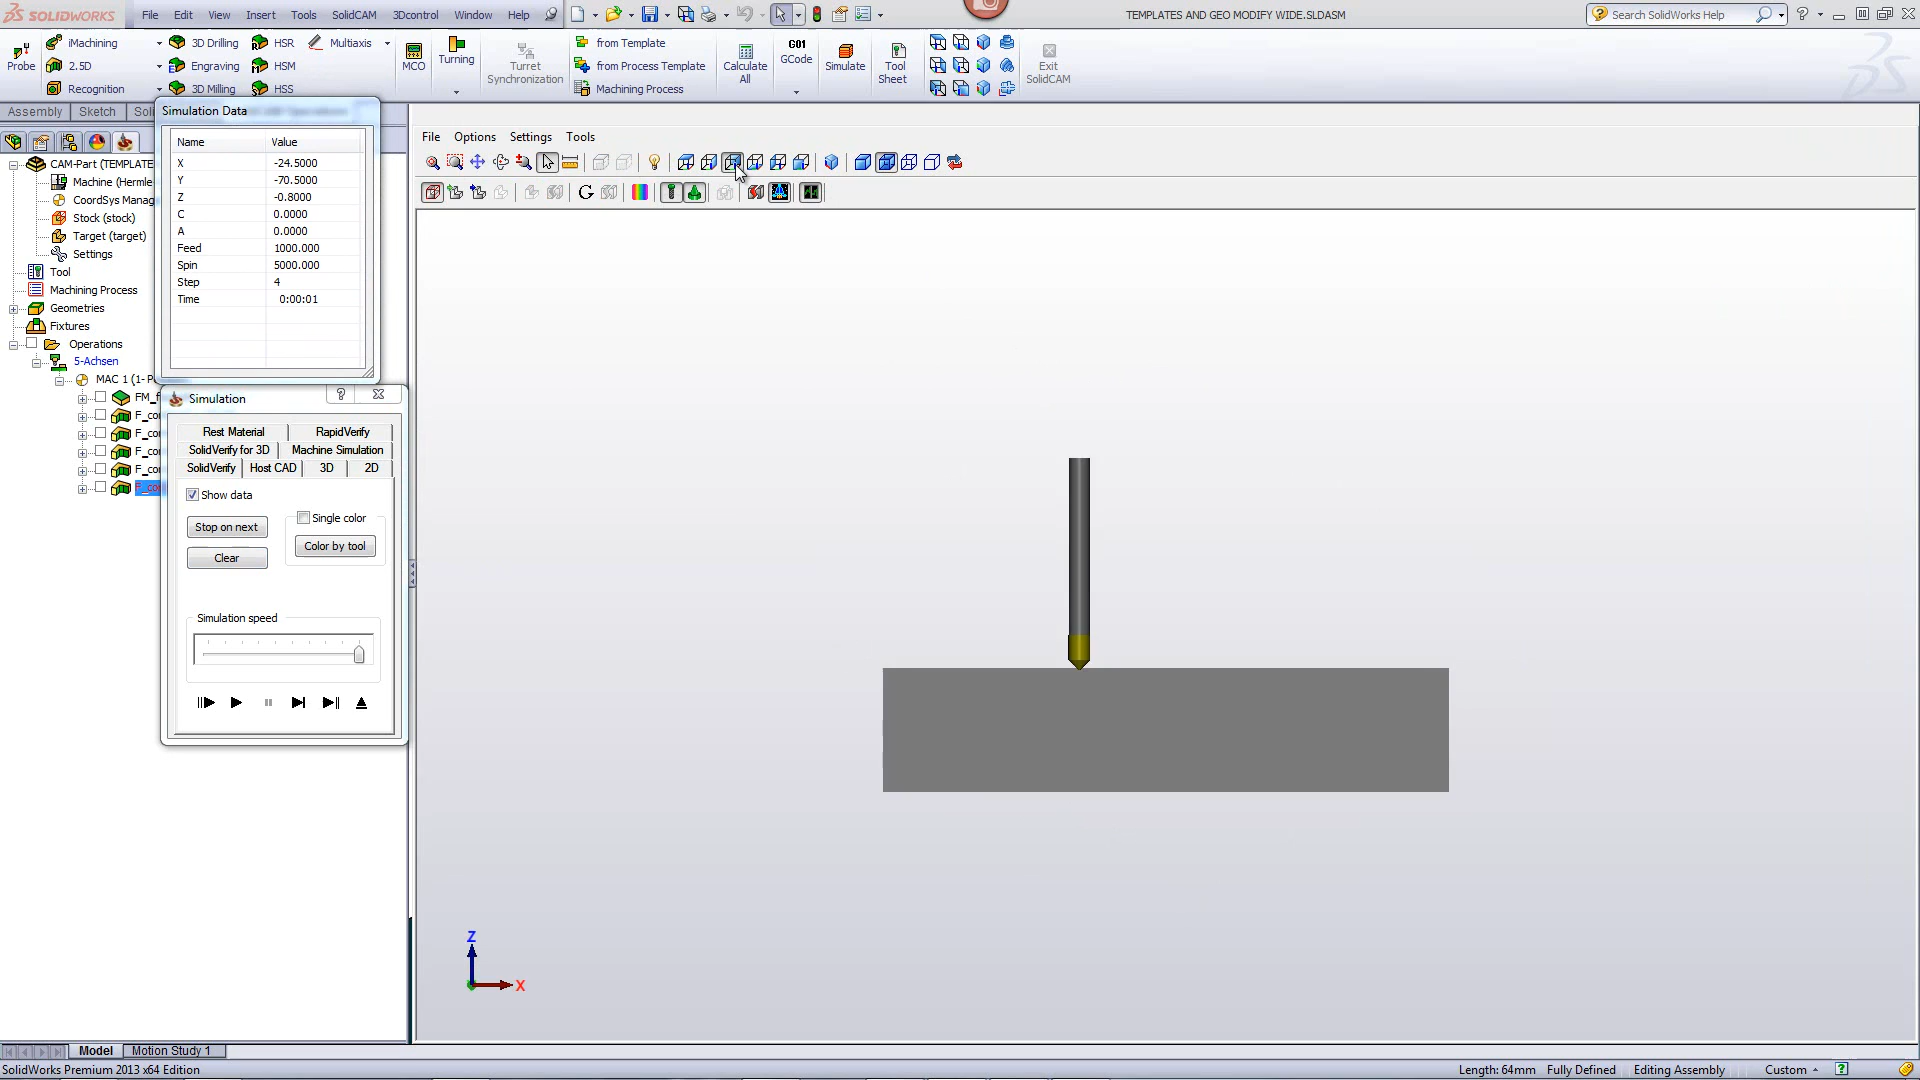 SOLIDWORKS File Edit View Insert Tools SolidCAM 3Dcontrol Window Help TEMPLATES AND GEO MODIFY WIDE.SLDASM Search SolidWorks Help
Probe iMachining 3D Drilling HSR Multiaxis MCO Turning Turret Synchronization from Template Calculate All G01 GCode Simulate Tool Sheet Exit SolidCAM
2.5D Engraving HSM from Process Template
Recognition 3D Milling HSS Machining Process
Assembly Sketch
Simulation Data
Name Value
X -24.5000
Y -70.5000
Z -0.8000
C 0.0000
A 0.0000
Feed 1000.000
Spin 5000.000
Step 4
Time 0:00:01
File Options Settings Tools
CAM-Part (TEMPLATE
Machine (Hermle
CoordSys Manag
Stock (stock)
Target (target)
Settings
Tool
Machining Process
Geometries
Fixtures
Operations
5-Achsen
MAC 1 (1- P
FM_f
F_co
F_co
F_co
F_co
F_co
Simulation
Rest Material RapidVerify
SolidVerify for 3D Machine Simulation
SolidVerify Host CAD 3D 2D
Show data
Stop on next Single color
Clear Color by tool
Simulation speed
Z
X
Model Motion Study 1
SolidWorks Premium 2013 x64 Edition Length: 64mm Fully Defined Editing Assembly Custom